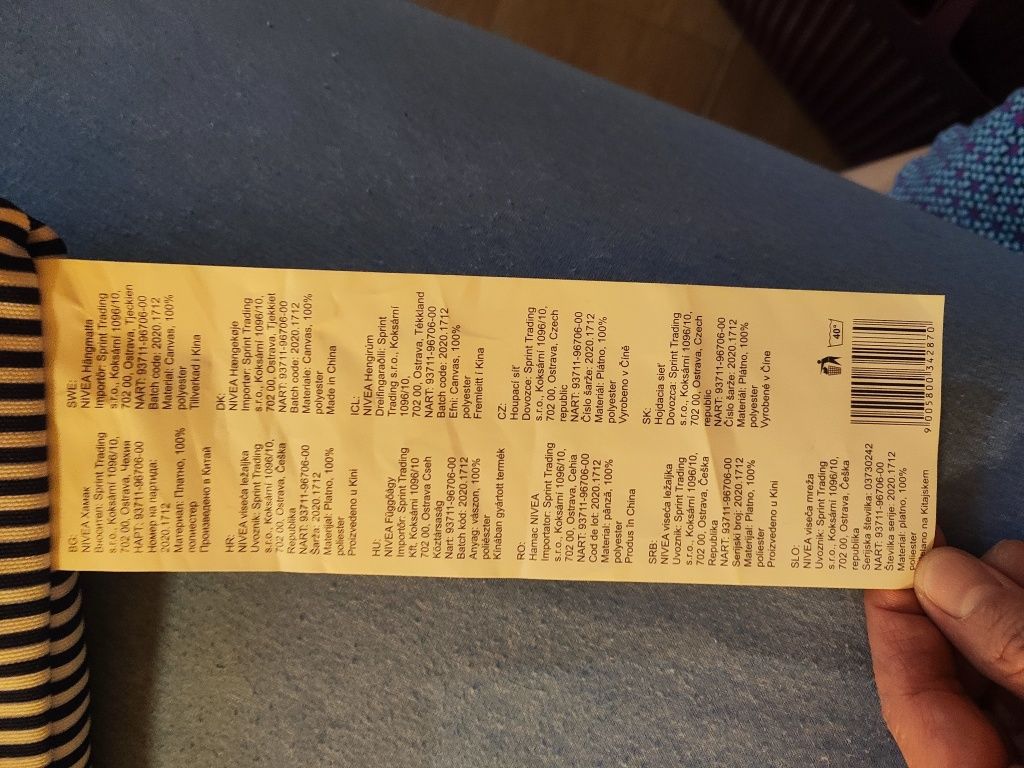 BG:
NIVEA Хамак
Вносител: Sprint Trading
s.r.o., Koksární 1096/10,
702 00, Ostrava, Чехия
НАРТ: 93711-96706-00
Номер на партида:
2020.1712
Материал: Платно, 100%
полиестер
Произведено в Китай
HR:
NIVEA viseća ležaljka
Uvoznik: Sprint Trading
s.r.o., Koksární 1096/10,
702 00, Ostrava, Češka
Republika
NART: 93711-96706-00
Šarža: 2020.1712
Materijal: Platno, 100%
poliester
Proizvedeno u Kini
HU:
NIVEA Függőágy
Importőr: Sprint Trading
Kft. Koksární 1096/10
702 00, Ostrava Cseh
Köztársaság
Nart: 93711-96706-00
Batch kód: 2020.1712
Anyag: vászon, 100%
poliészter
Kínában gyártott termék
RO:
Hamac NIVEA
Importator: Sprint Trading
s.r.o., Koksární 1096/10,
702 00, Ostrava, Cehia
NART: 93711-96706-00
Cod de lot: 2020.1712
Material: pânză, 100%
polyester
Produs în China
SRB:
NIVEA viseća ležaljka
Uvoznik: Sprint Trading
s.r.o., Koksární 1096/10,
702 00, Ostrava, Češka
Republika
NART: 93711-96706-00
Serijski broj: 2020.1712
Materijal: Platno, 100%
poliester
Proizvedeno u Kini
SLO:
NIVEA viseča mreža
Uvoznik: Sprint Trading
s.r.o., Koksární 1096/10,
702 00, Ostrava, Češka
republika
Serijska številka: 03730242
NART: 93711-96706-00
Številka serije: 2020.1712
Material: platno, 100%
poliester
na Kitajskem
SWE:
NIVEA Hängmatta
Importör: Sprint Trading
s.r.o., Koksární 1096/10,
702 00, Ostrava, Tjeckien
NART: 93711-96706-00
Batch code: 2020.1712
Material: Canvas, 100%
polyester
Tillverkad i Kina
DK:
NIVEA Hængekøje
Importør: Sprint Trading
s.r.o., Koksární 1096/10,
702 00, Ostrava, Tjekkiet
NART: 93711-96706-00
Batch code: 2020.1712
Materiale: Canvas, 100%
polyester
Made in China
ICL:
NIVEA Hengirúm
Dreifingaraðili: Sprint
Trading s.r.o., Koksární
1096/10
702 00, Ostrava, Tékkland
NART: 93711-96706-00
Batch code: 2020.1712
Efni: Canvas, 100%
polyester
Fremleitt í Kina
CZ:
Houpací síť
Dovozce: Sprint Trading
s.r.o., Koksární 1096/10,
702 00, Ostrava, Czech
republic
NART: 93711-96706-00
Číslo šarže: 2020.1712
Materiál: Plátno, 100%
polyester
Vyrobeno v Číně
SK:
Hojdacia sieť
Dovozca: Sprint Trading
s.r.o., Koksární 1096/10,
702 00, Ostrava, Czech
republic
NART: 93711-96706-00
Číslo šarže: 2020.1712
Materiál: Plátno, 100%
polyester
Vyrobené v Číne
40°
9005800342870